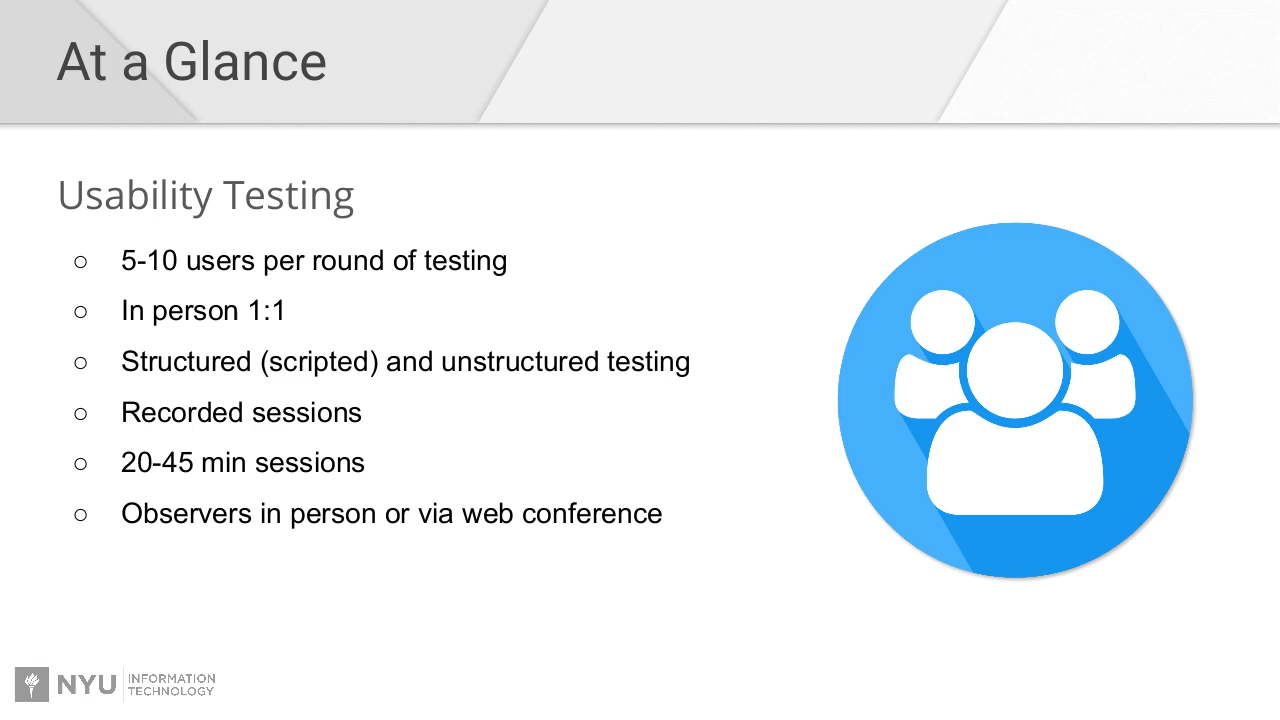 At a Glance
Usability Testing
○ 5-10 users per round of testing
○ In person 1:1
○ Structured (scripted) and unstructured testing
○ Recorded sessions
○ 20-45 min sessions
○ Observers in person or via web conference
NYU INFORMATION
TECHNOLOGY